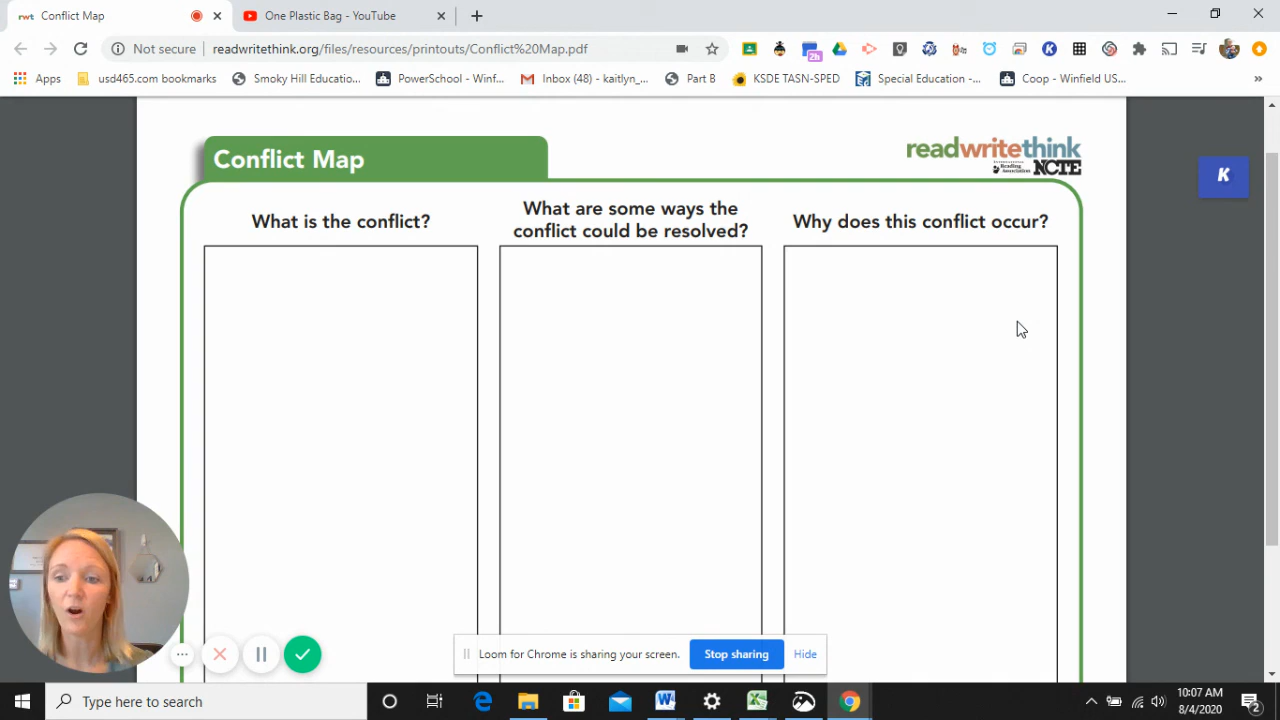 rwt Conflict Map
One Plastic Bag - YouTube
Not secure readwritethink.org/files/resources/printouts/Conflict%20Map.pdf
2h
Apps usd465.com bookmarks Smoky Hill Educatio... PowerSchool - Winf... Inbox (48) - kaitlyn_... Part B KSDE TASN-SPED Special Education -... Coop - Winfield US... »
Conflict Map
readwritethink
NCTE
K
What is the conflict?
What are some ways the
conflict could be resolved?
Why does this conflict occur?
Loom for Chrome is sharing your screen. Stop sharing Hide
Type here to search
10:07 AM
8/4/2020
2